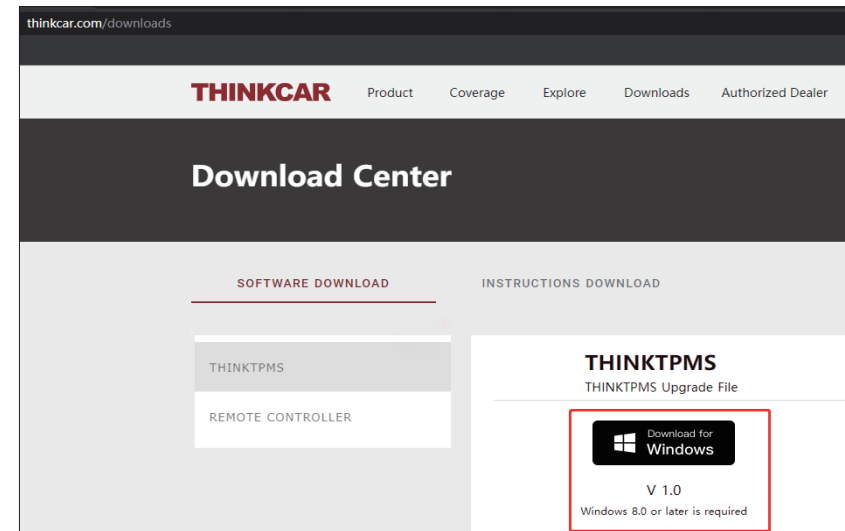 thinkcar.com/downloads
THINKCAR Product Coverage Explore Downloads Authorized Dealer
Download Center
SOFTWARE DOWNLOAD INSTRUCTIONS DOWNLOAD
THINKTPMS
REMOTE CONTROLLER
THINKTPMS
THINKTPMS Upgrade File
Download for
Windows
V 1.0
Windows 8.0 or later is required